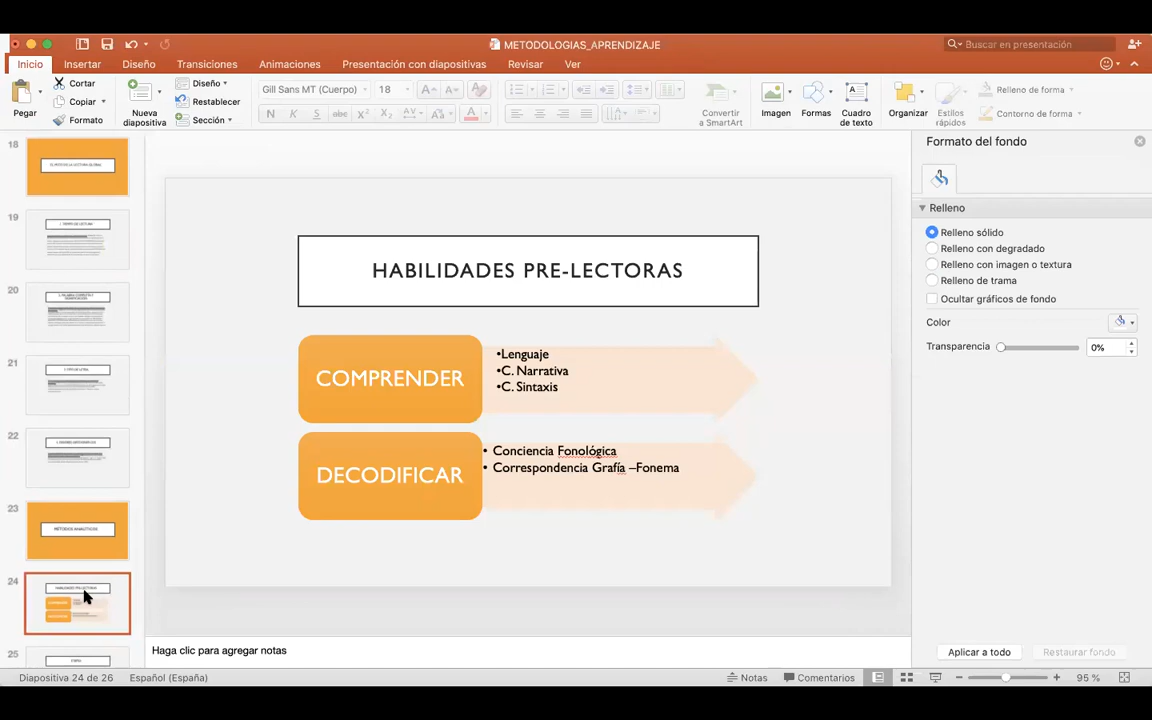 METODOLOGIAS_APRENDIZAJE
Buscar en presentación
Inicio
Insertar
Diseño
Transiciones
Animaciones
Presentación con diapositivas
Revisar
Ver
Pegar
Cortar
Copiar
Formato
Nueva
diapositiva
Diseño
Restablecer
Sección
Gill Sans MT (Cuerpo)
18
Convertir
a SmartArt
Imagen
Formas
Cuadro
de texto
Organizar
Estilos
rápidos
Relleno de forma
Contorno de forma
18
19
20
21
22
23
MÉTODOS ANALÍTICOS
24
HABILIDADES PRE-LECTORAS
25
HABILIDADES PRE-LECTORAS
COMPRENDER
•Lenguaje
•C. Narrativa
•C. Sintaxis
DECODIFICAR
• Conciencia Fonológica
• Correspondencia Grafía –Fonema
Formato del fondo
Relleno
Relleno sólido
Relleno con degradado
Relleno con imagen o textura
Relleno de trama
Ocultar gráficos de fondo
Color
Transparencia
0%
Aplicar a todo
Restaurar fondo
Haga clic para agregar notas
Diapositiva 24 de 26
Español (España)
Notas
Comentarios
95 %